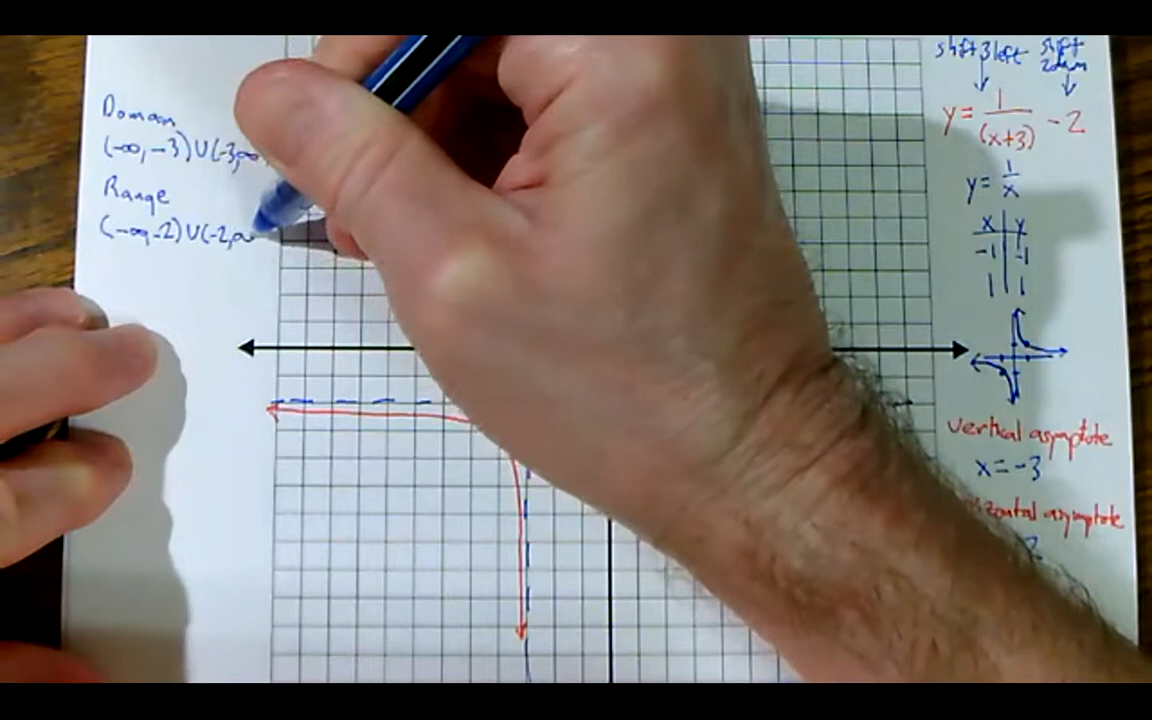 Domain
(-∞, -3)∪(-3,∞
Range
(-∞,-2)∪(-2,∞
shift 3 left
shift
2down
y= 1/(x+3) -2
y= 1/x
x y
-1 -1
1 1
vertical asymptote
x=-3
asymptote
2